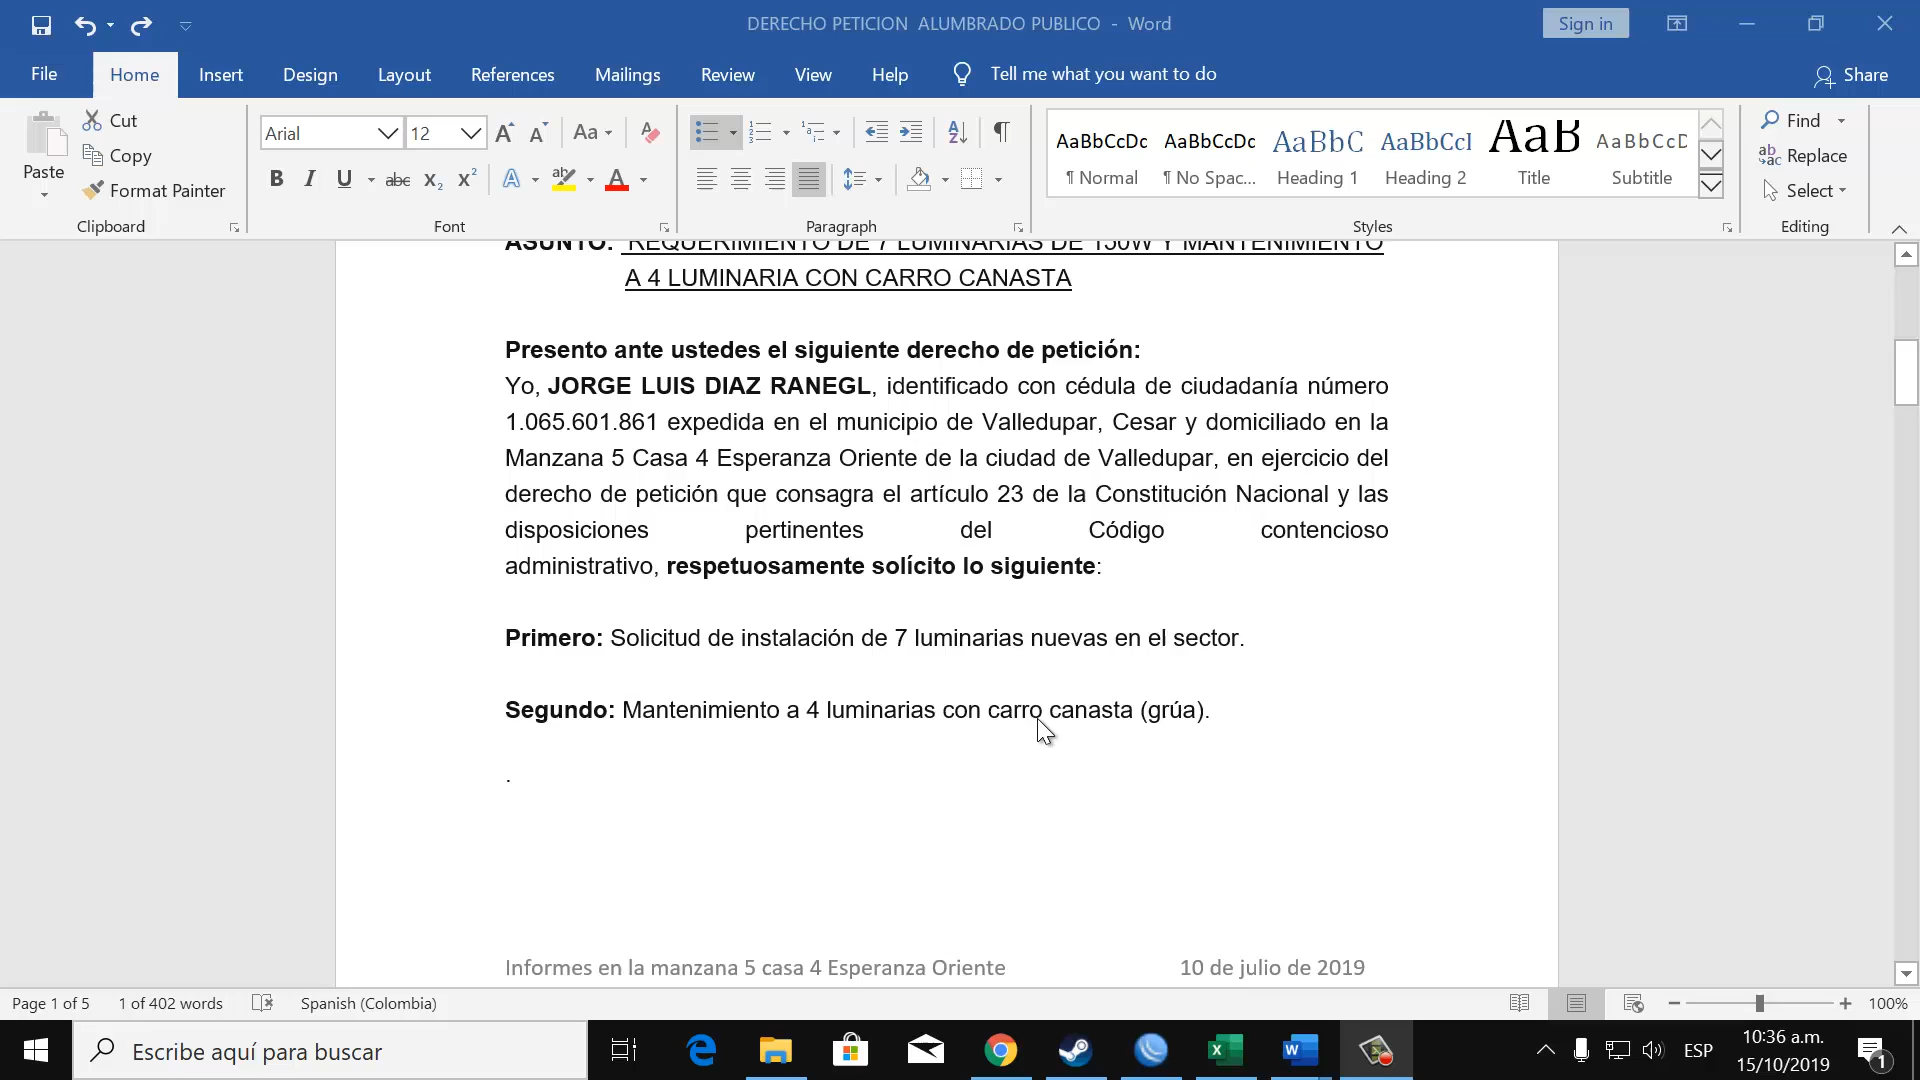 DERECHO PETICION ALUMBRADO PUBLICO - Word
Sign in
File
Home
Insert
Design
Layout
References
Mailings
Review
View
Help
Tell me what you want to do
Share
Paste
Cut
Copy
Format Painter
Clipboard
Arial
12
Font
Paragraph
AaBbCcDc
¶ Normal
AaBbCcDc
¶ No Spac...
AaBbC
Heading 1
AaBbCcI
Heading 2
AaB
Title
AaBbCcD
Subtitle
Styles
Find
Replace
Select
Editing
ASUNTO: REQUERIMIENTO DE 7 LUMINARIAS DE 150W Y MANTENIMIENTO
A 4 LUMINARIA CON CARRO CANASTA
Presento ante ustedes el siguiente derecho de petición:
Yo, JORGE LUIS DIAZ RANEGL, identificado con cédula de ciudadanía número
1.065.601.861 expedida en el municipio de Valledupar, Cesar y domiciliado en la
Manzana 5 Casa 4 Esperanza Oriente de la ciudad de Valledupar, en ejercicio del
derecho de petición que consagra el artículo 23 de la Constitución Nacional y las
disposiciones pertinentes del Código contencioso
administrativo, respetuosamente solícito lo siguiente:
Primero: Solicitud de instalación de 7 luminarias nuevas en el sector.
Segundo: Mantenimiento a 4 luminarias con carro canasta (grúa).
.
Informes en la manzana 5 casa 4 Esperanza Oriente 10 de julio de 2019
Page 1 of 5
1 of 402 words
Spanish (Colombia)
100%
Escribe aquí para buscar
ESP
10:36 a.m.
15/10/2019
1